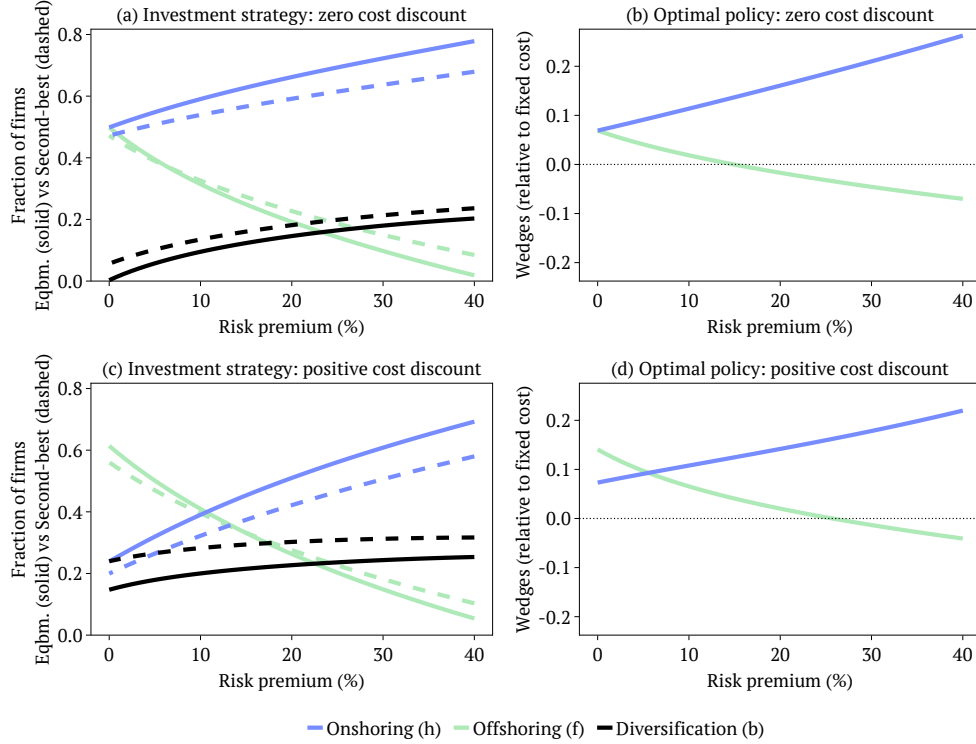 (a) Investment strategy: zero cost discount
Fraction of firms
Eqbm. (solid) vs Second-best (dashed)
0.8
0.6
0.4
0.2
0.0
0
10
20
30
40
Risk premium (%)
(b) Optimal policy: zero cost discount
Wedges (relative to fixed cost)
0.2
0.1
0.0
-0.1
-0.2
0
10
20
30
40
Risk premium (%)
(c) Investment strategy: positive cost discount
Fraction of firms
Eqbm. (solid) vs Second-best (dashed)
0.8
0.6
0.4
0.2
0.0
0
10
20
30
40
Risk premium (%)
(d) Optimal policy: positive cost discount
Wedges (relative to fixed cost)
0.2
0.1
0.0
-0.1
-0.2
0
10
20
30
40
Risk premium (%)
Onshoring (h)
Offshoring (f)
Diversification (b)